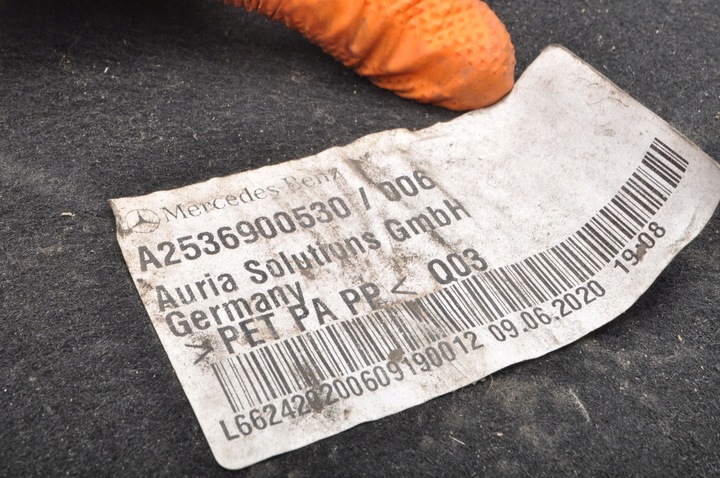 Mercedes-Benz
A2536900530 / 006
Auria Solutions GmbH
Germany
> PET PA PP < Q03
09.06.2020 19:08